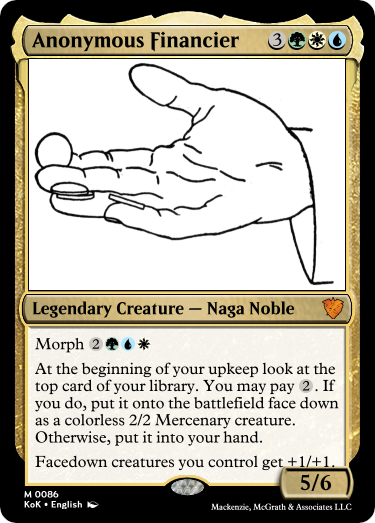 Anonymous Financier 3
Legendary Creature — Naga Noble
Morph 2
At the beginning of your upkeep look at the
top card of your library. You may pay 2. If
you do, put it onto the battlefield face down
as a colorless 2/2 Mercenary creature.
Otherwise, put it into your hand.
Facedown creatures you control get +1/+1.
5/6
M 0086
KoK • English
Mackenzie, McGrath & Associates LLC